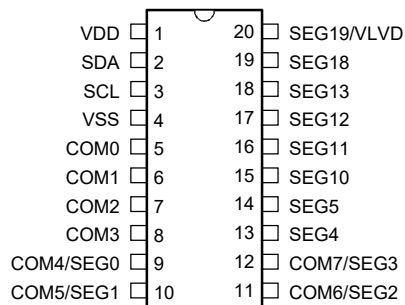 VDD 1 20 SEG19/VLVD
SDA 2 19 SEG18
SCL 3 18 SEG13
VSS 4 17 SEG12
COM0 5 16 SEG11
COM1 6 15 SEG10
COM2 7 14 SEG5
COM3 8 13 SEG4
COM4/SEG0 9 12 COM7/SEG3
COM5/SEG1 10 11 COM6/SEG2